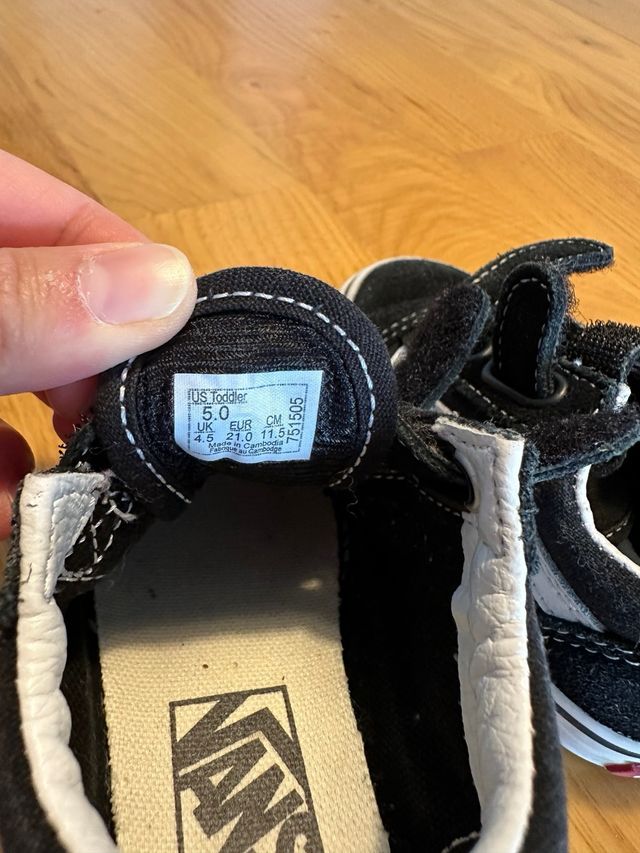 US Toddler
5.0
UK EUR CM
4.5 21.0 11.5
Made in Cambodia
Fabriqué au Cambodge
751505
VANS